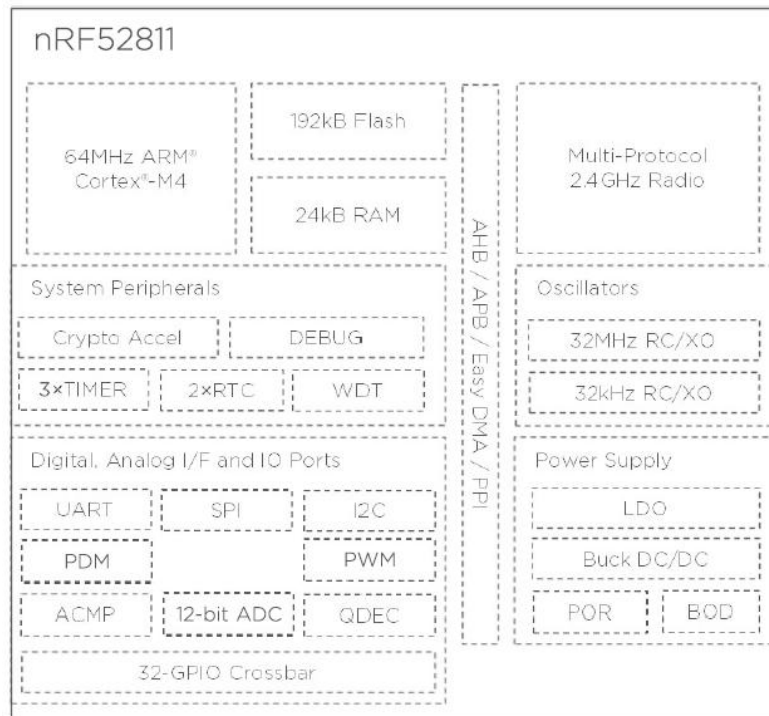 nRF52811
64MHz ARM®
Cortex®-M4
192kB Flash
24kB RAM
AHB / APB / Easy DMA / PPI
Multi-Protocol
2.4GHz Radio
System Peripherals
Crypto Accel
DEBUG
3×TIMER
2×RTC
WDT
Oscillators
32MHz RC/XO
32kHz RC/XO
Digital, Analog I/F and IO Ports
UART
SPI
I2C
PDM
PWM
ACMP
12-bit ADC
QDEC
32-GPIO Crossbar
Power Supply
LDO
Buck DC/DC
POR
BOD